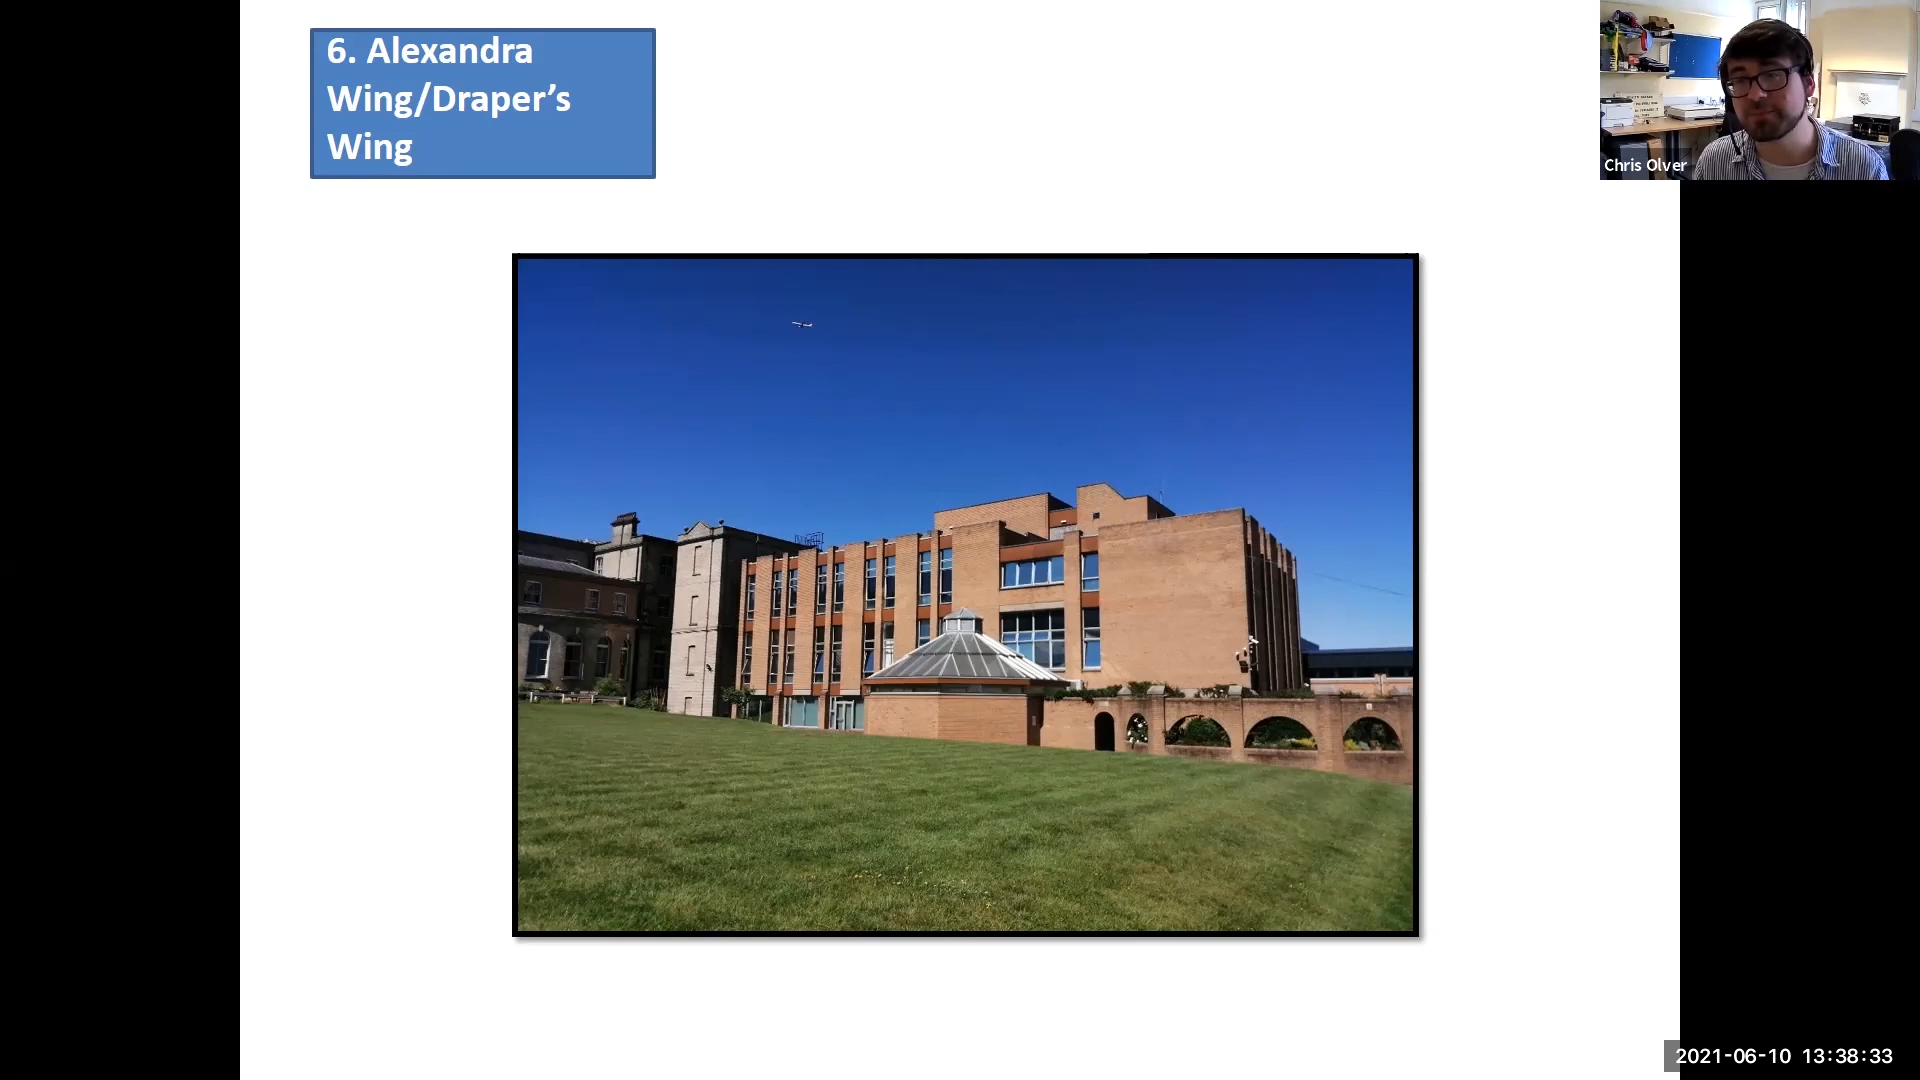 6. Alexandra
Wing/Draper’s
Wing
Chris Olver
2021-06-10 13:38:33